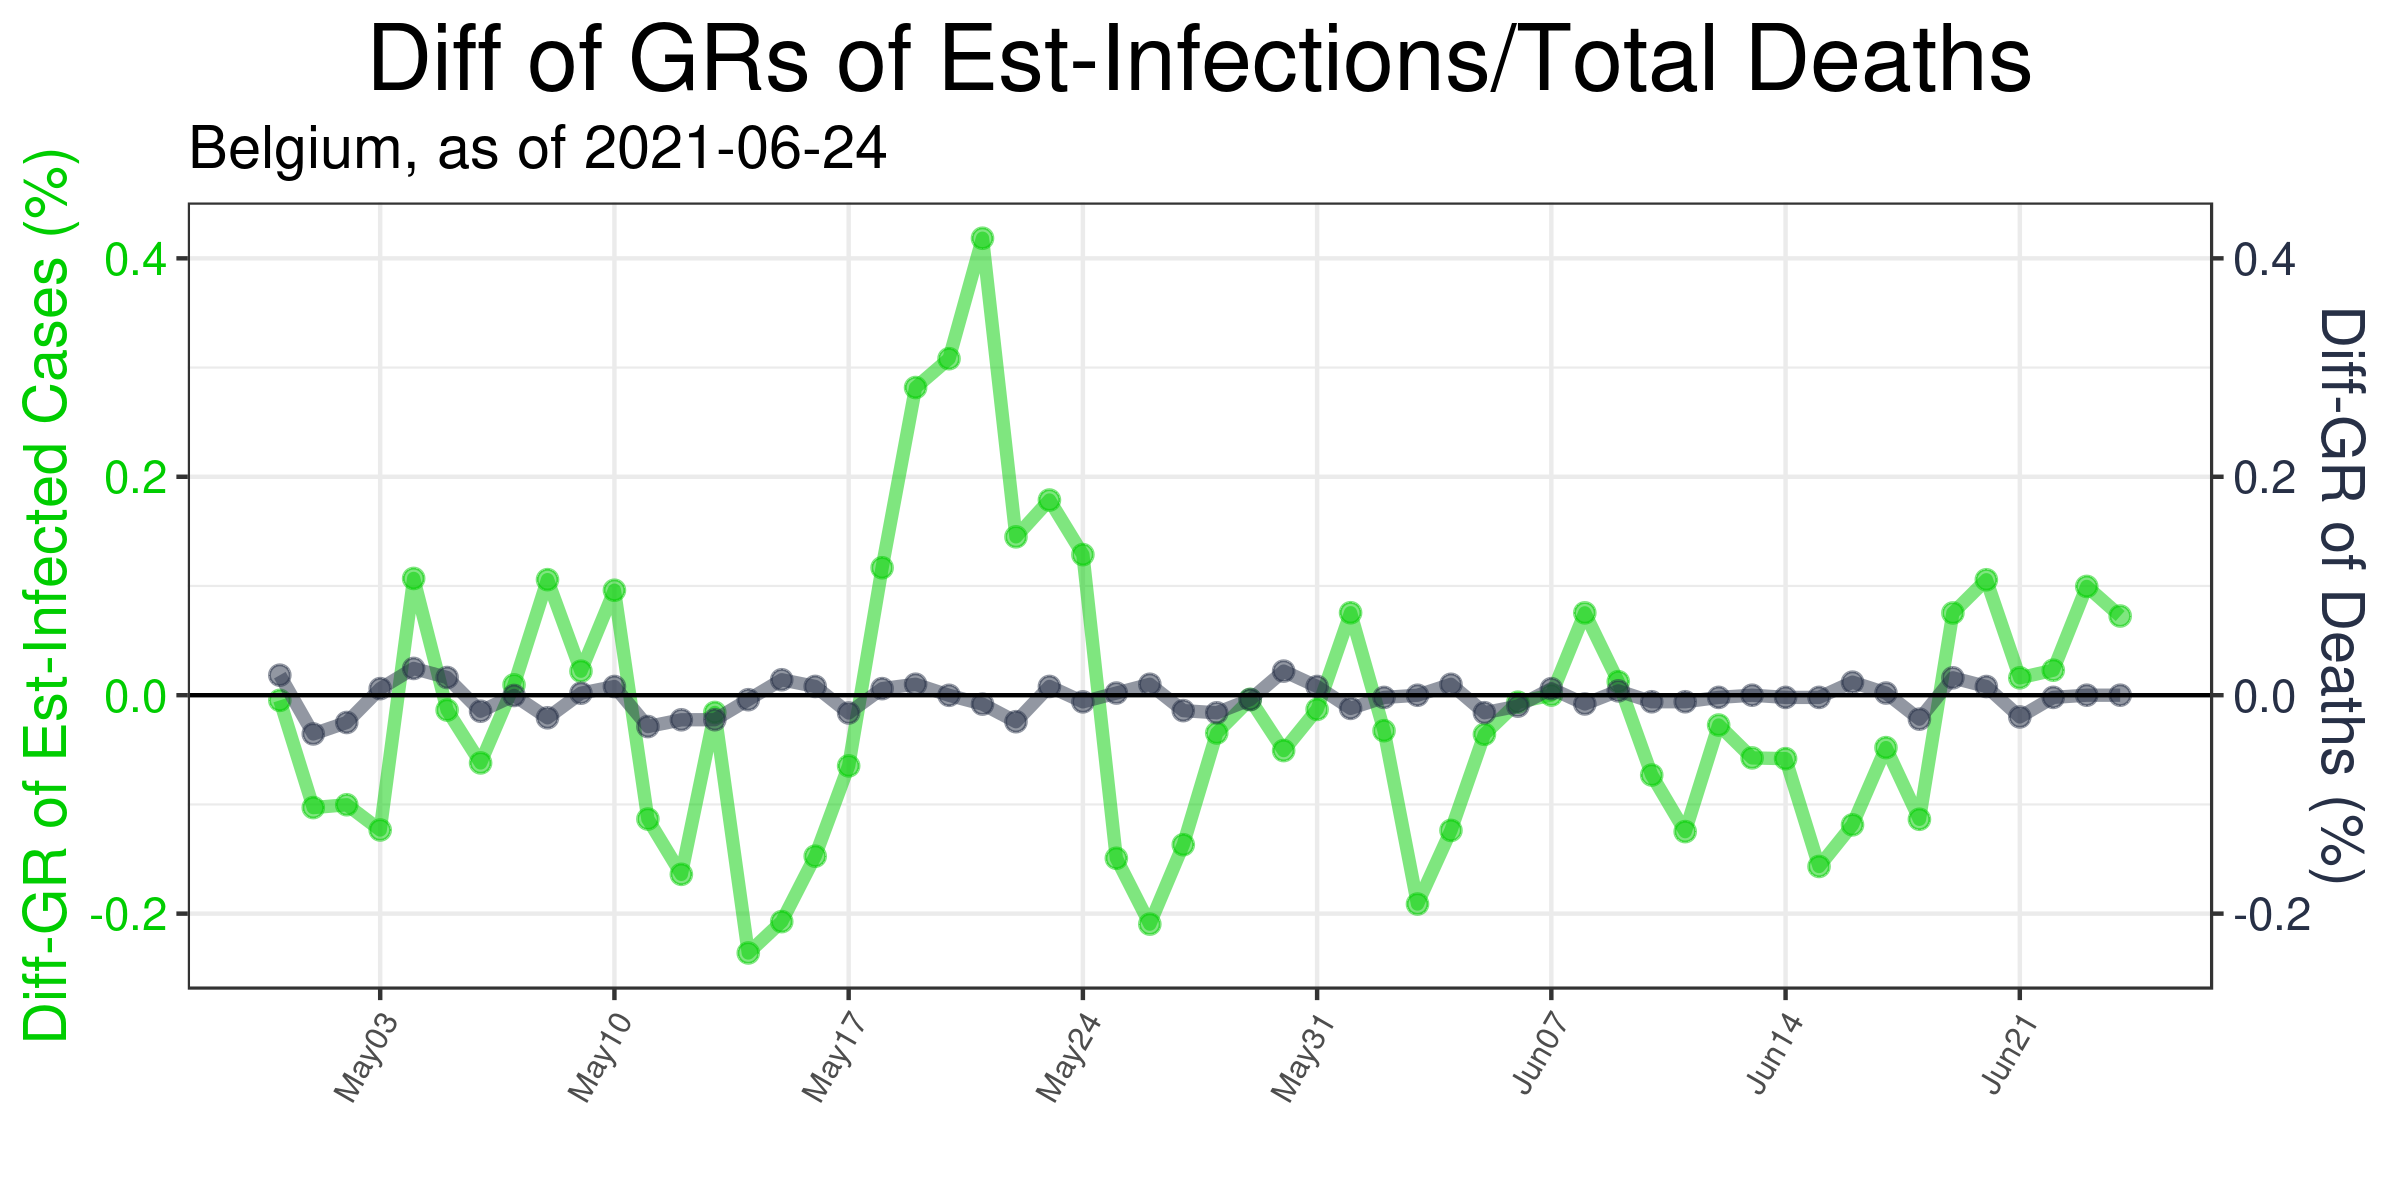 Diff of GRs of Est-Infections/Total Deaths
Belgium, as of 2021-06-24
Diff-GR of Est-Infected Cases (%)
0.4
0.2
0.0
-0.2
0.4
0.2
0.0
-0.2
Diff-GR of Deaths (%)
May03
May10
May17
May24
May31
Jun07
Jun14
Jun21